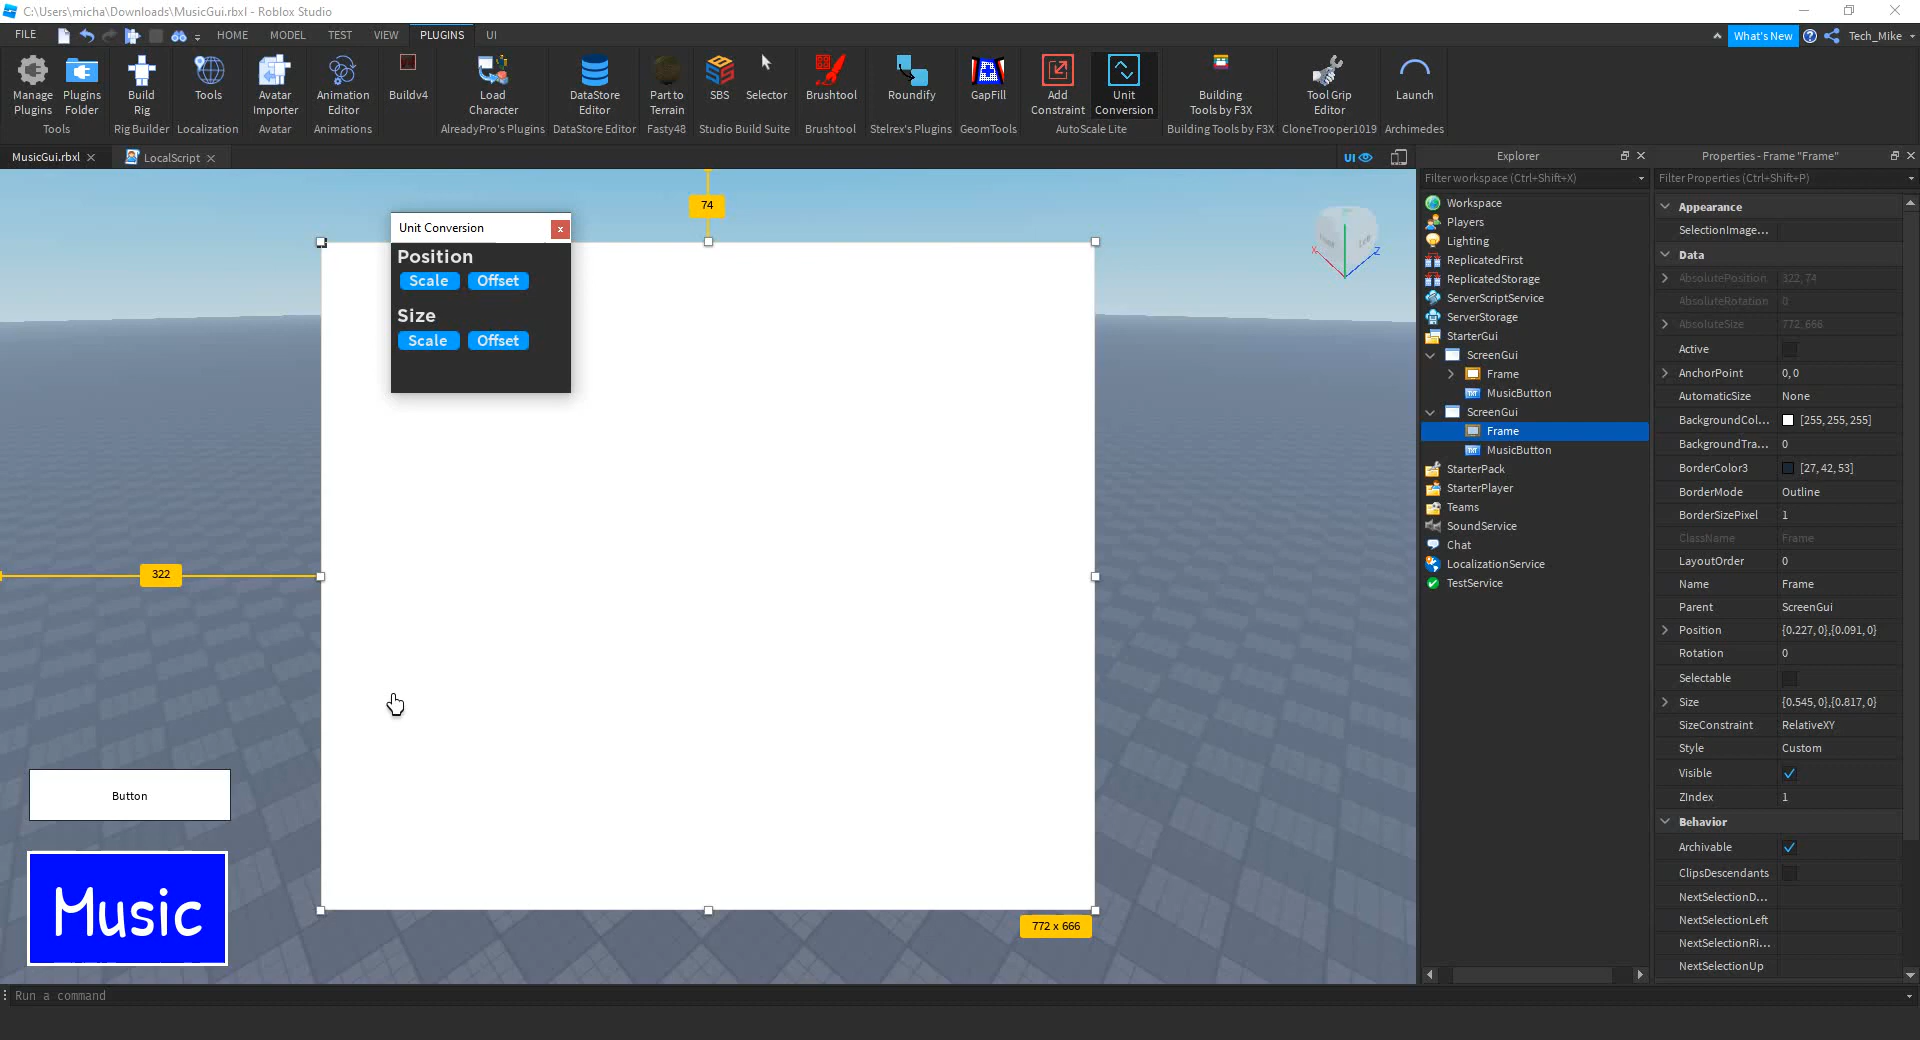 C:\Users\micha\Downloads\MusicGui.rbxl - Roblox Studio
FILE HOME MODEL TEST VIEW PLUGINS UI What's New Tech_Mike
Manage Plugins
Plugins Folder
Tools
Build Rig
Rig Builder
Tools
Localization
Avatar Importer
Avatar
Animation Editor
Animations
Buildv4
Load Character
AlreadyPro's Plugins
DataStore Editor
DataStore Editor
Part to Terrain
Fasty48
SBS
Selector
Studio Build Suite
Brushtool
Brushtool
Roundify
Stelrex's Plugins
GapFill
GeomTools
Add Constraint
Unit Conversion
AutoScale Lite
Building Tools by F3X
Building Tools by F3X
Tool Grip Editor
CloneTrooper1019
Launch
Archimedes
MusicGui.rbxl
LocalScript
UI
74
Unit Conversion
Position
Scale Offset
Size
Scale Offset
322
772 x 666
Button
Music
X
Z
Explorer
Filter workspace (Ctrl+Shift+X)
Workspace
Players
Lighting
ReplicatedFirst
ReplicatedStorage
ServerScriptService
ServerStorage
StarterGui
ScreenGui
Frame
MusicButton
ScreenGui
Frame
MusicButton
StarterPack
StarterPlayer
Teams
SoundService
Chat
LocalizationService
TestService
Properties - Frame "Frame"
Filter Properties (Ctrl+Shift+P)
Appearance
SelectionImage...
Data
AbsolutePosition 322, 74
AbsoluteRotation 0
AbsoluteSize 772, 666
Active
AnchorPoint 0, 0
AutomaticSize None
BackgroundCol... [255, 255, 255]
BackgroundTra... 0
BorderColor3 [27, 42, 53]
BorderMode Outline
BorderSizePixel 1
ClassName Frame
LayoutOrder 0
Name Frame
Parent ScreenGui
Position {0.227, 0},{0.091, 0}
Rotation 0
Selectable
Size {0.545, 0},{0.817, 0}
SizeConstraint RelativeXY
Style Custom
Visible
ZIndex 1
Behavior
Archivable
ClipsDescendants
NextSelectionD...
NextSelectionLeft
NextSelectionRi...
NextSelectionUp
Run a command